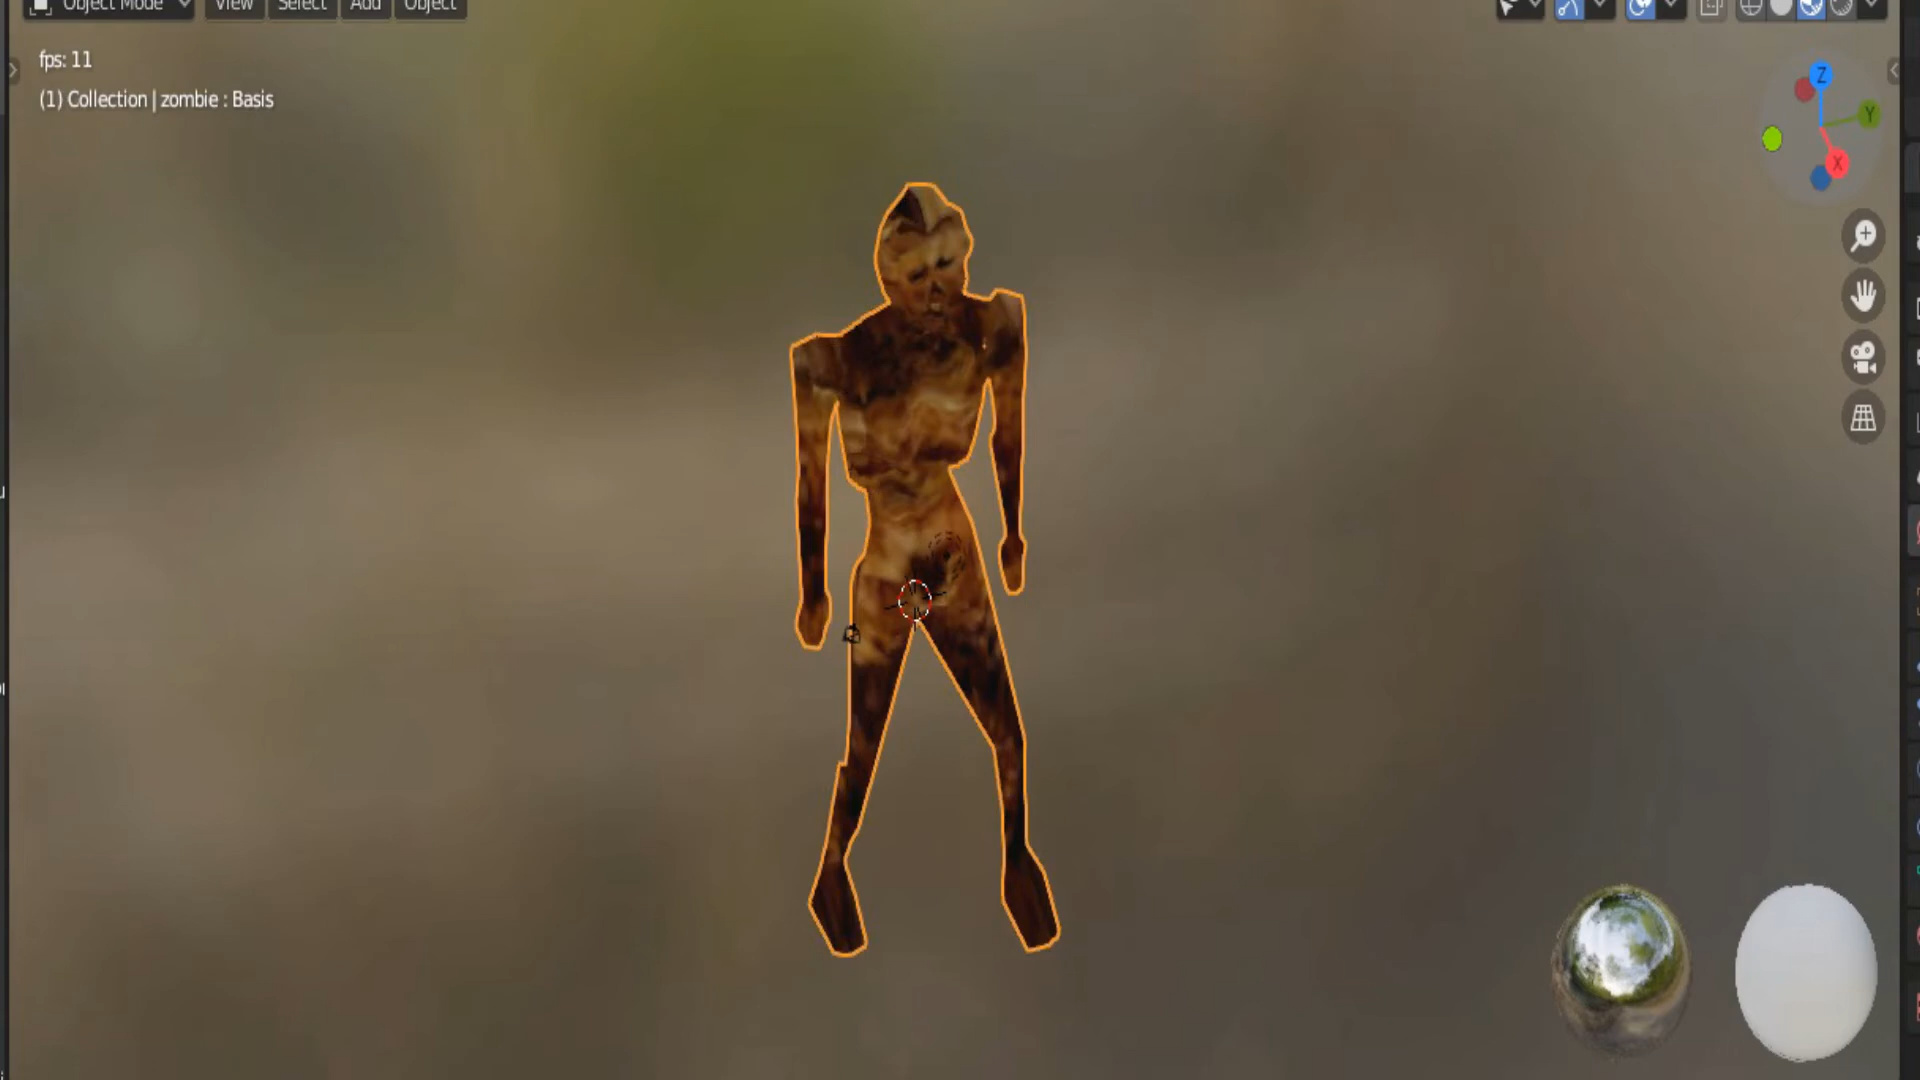 Object Mode
View
Select
Add
Object
fps: 11
(1) Collection | zombie : Basis
Z
Y
X